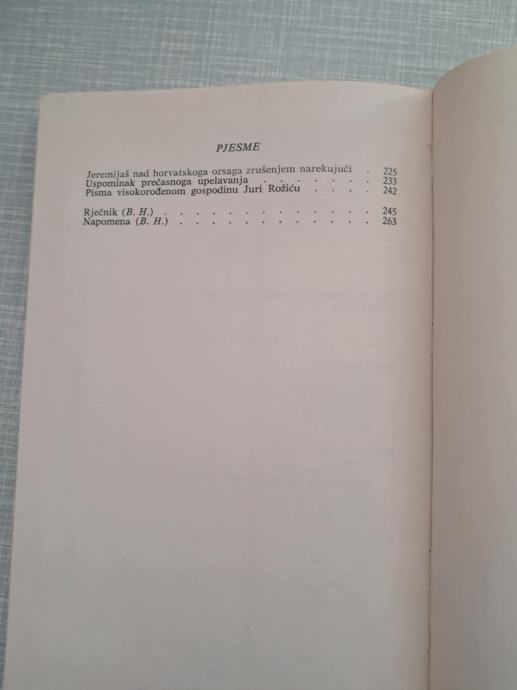 PJESME
Jeremijaš nad horvatskoga orsaga zrušenjem narekujući . 225
Uspominak prečasnoga upelavanja . . . . . . . 233
Pisma visokorođenom gospodinu Juri Rožiću . . . . 242
Rječnik (B. H.) . . . . . . . . . . . . . 245
Napomena (B. H.) . . . . . . . . . . . . 263